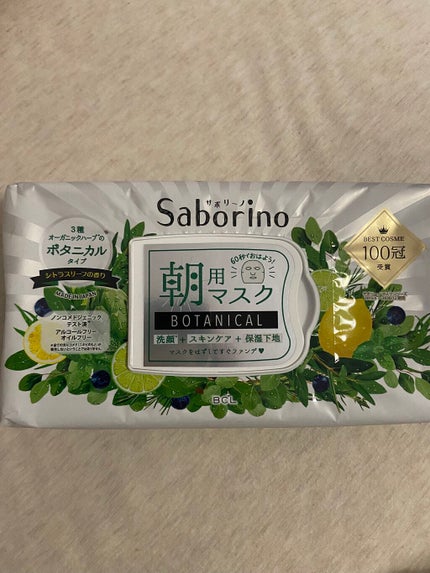 サボリーノ
Saborino
3種
オーガニックハーブの
ボタニカル
タイプ
シトラスリーフの香り
MADE IN JAPAN
ノンコメドジェニック
テスト済
アルコールフリー
オイルフリー
60秒でおはよう!
朝用マスク
BOTANICAL
洗顔+スキンケア+保湿下地
マスクをはずしてすぐファンデ♥
BEST COSME
100冠
受賞
BCL